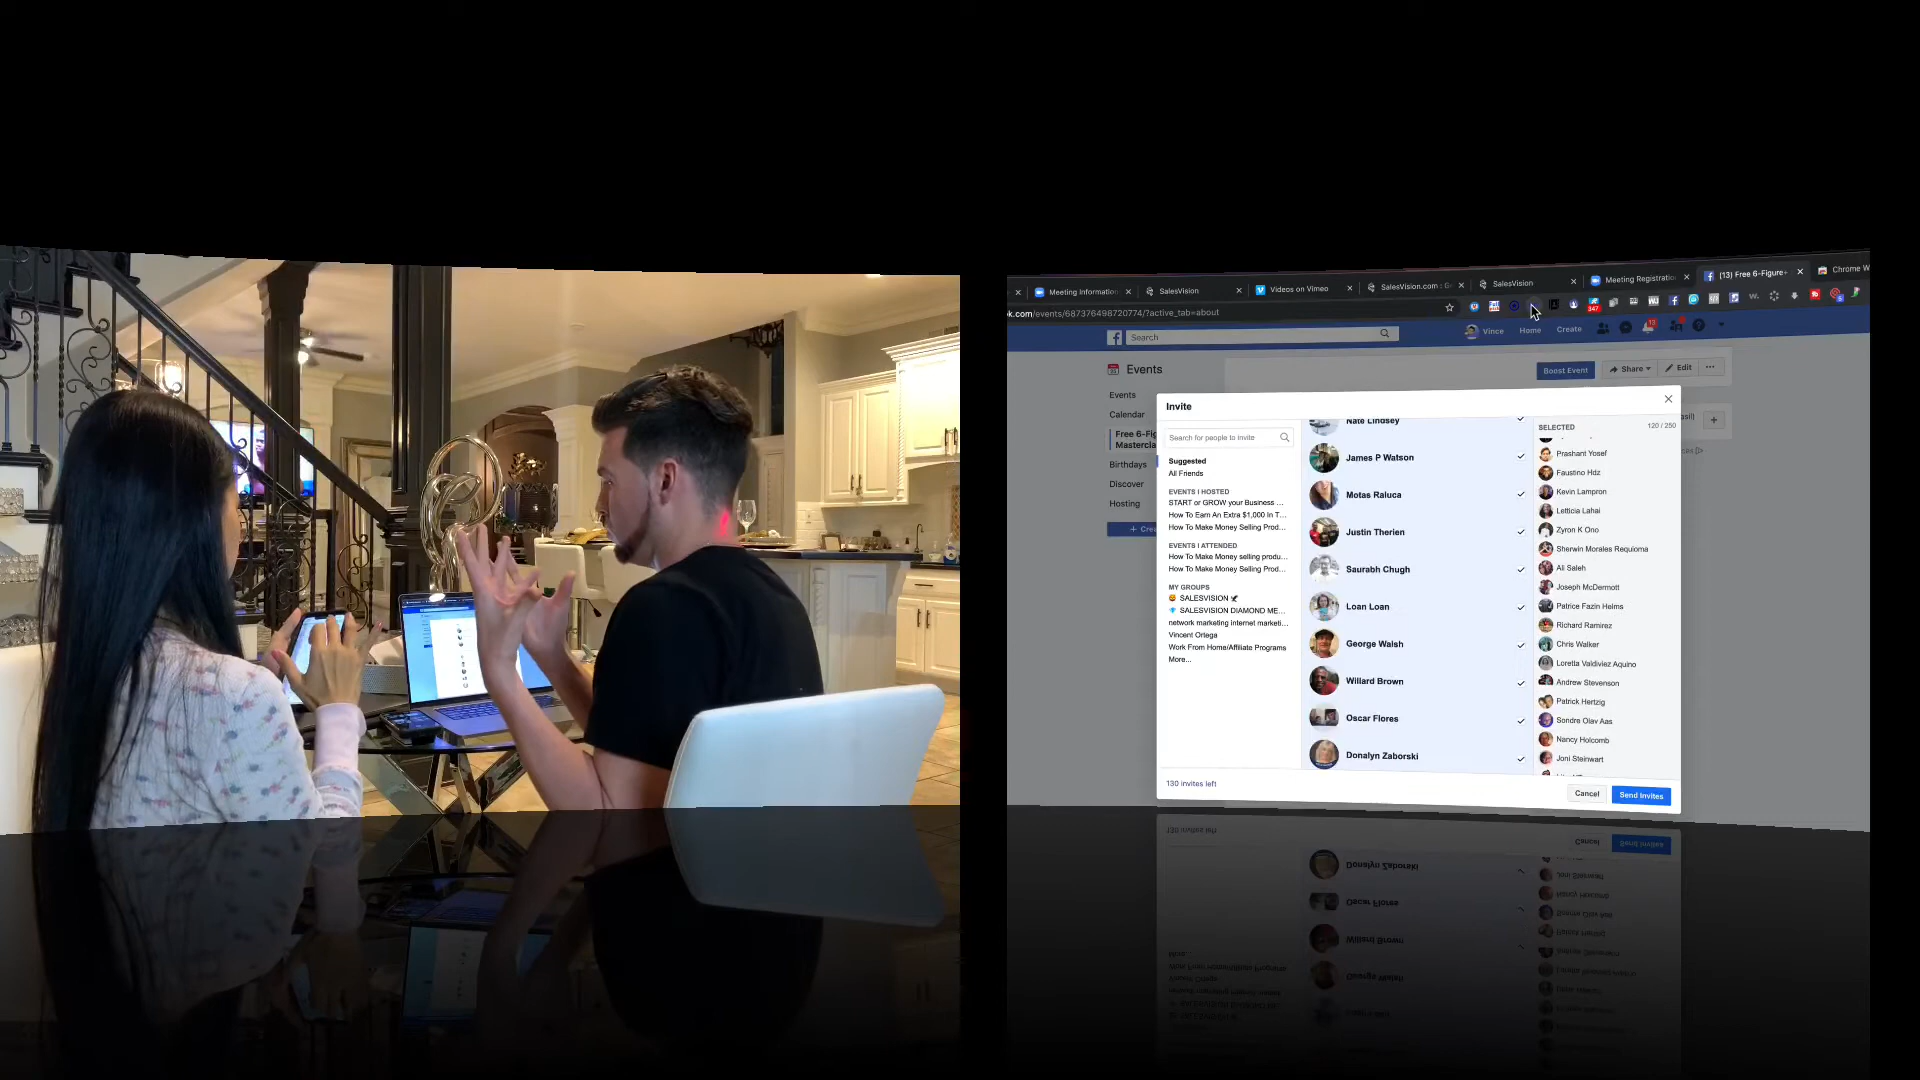 Meeting Informatio
SalesVision
Videos on Vimeo
SalesVision.com : G
SalesVision
Meeting Registratio
(13) Free 6-Figure+
Chrome W
ok.com/events/687376498720774/?active_tab=about
347
Search
Vince
Home
Create
13
Events
Boost Event
Share
Edit
Events
Calendar
Free 6-Fig
Mastercla
Birthdays
Discover
Hosting
+ Crea
Invite
Search for people to invite
Suggested
All Friends
EVENTS I HOSTED
START or GROW your Business ...
How To Earn An Extra $1,000 In T...
How To Make Money Selling Prod...
EVENTS I ATTENDED
How To Make Money selling produ...
How To Make Money Selling Prod...
MY GROUPS
SALESVISION
SALESVISION DIAMOND ME...
network marketing internet marketi...
Vincent Ortega
Work From Home/Affiliate Programs
More...
Nate Lindsey
James P Watson
Motas Raluca
Justin Therien
Saurabh Chugh
Loan Loan
George Walsh
Willard Brown
Oscar Flores
Donalyn Zaborski
SELECTED
120 / 250
Prashant Yosef
Faustino Hdz
Kevin Lampron
Letticia Lahai
Zyron K Ono
Sherwin Morales Requioma
Ali Saleh
Joseph McDermott
Patrice Fazin Helms
Richard Ramirez
Chris Walker
Loretta Valdiviez Aquino
Andrew Stevenson
Patrick Hertzig
Sondre Olav Aas
Nancy Holcomb
Joni Steinwart
130 invites left
Cancel
Send Invites